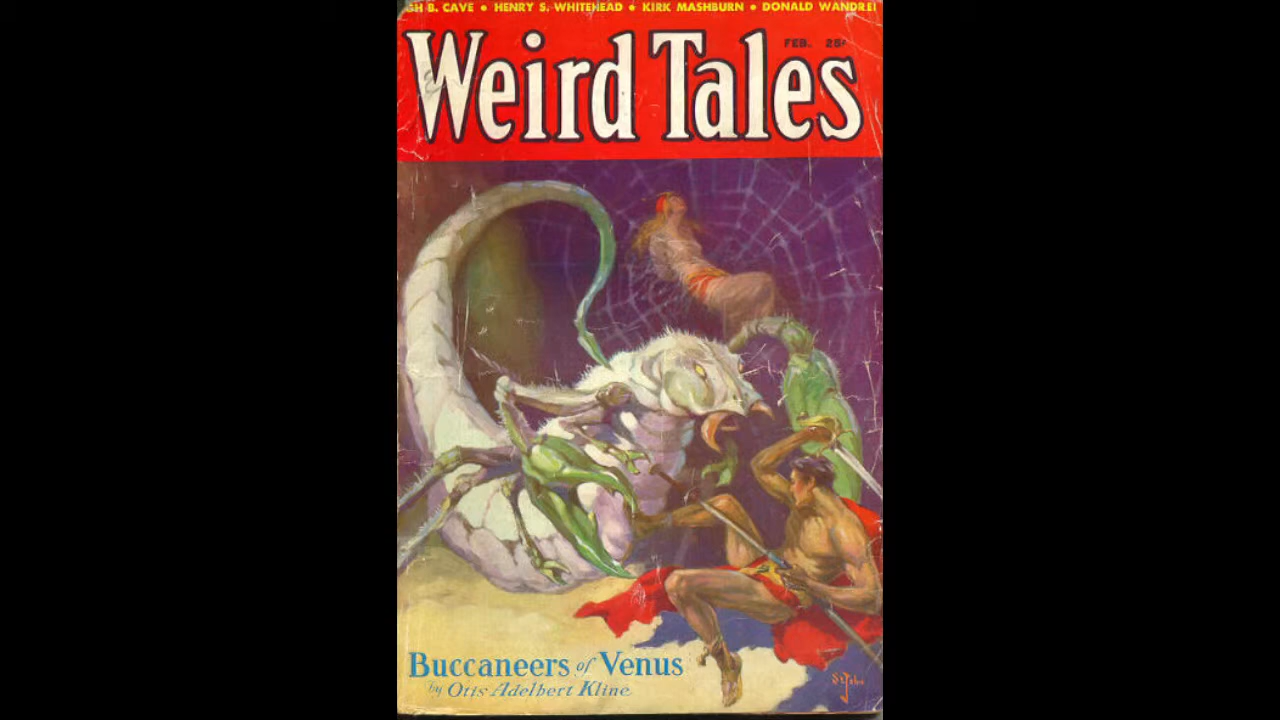 GH B. CAVE • HENRY S. WHITEHEAD • KIRK MASHBURN • DONALD WANDREI
FEB. 25¢
Weird Tales
Buccaneers of Venus
by Otis Adelbert Kline
St. John